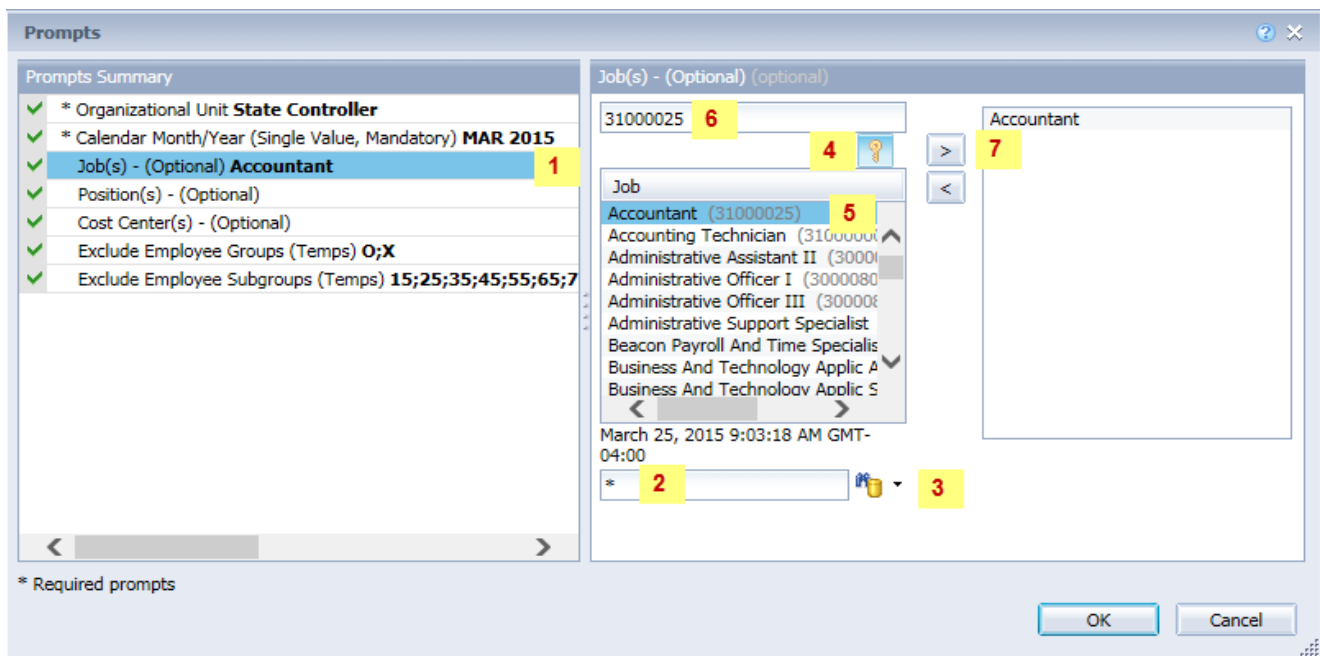 Prompts
Prompts Summary
* Organizational Unit State Controller
* Calendar Month/Year (Single Value, Mandatory) MAR 2015
Job(s) - (Optional) Accountant 1
Position(s) - (Optional)
Cost Center(s) - (Optional)
Exclude Employee Groups (Temps) O;X
Exclude Employee Subgroups (Temps) 15;25;35;45;55;65;7
Job(s) - (Optional) (optional)
31000025 6
4
Job
Accountant (31000025) 5
Accounting Technician (3100000
Administrative Assistant II (3000
Administrative Officer I (3000080
Administrative Officer III (300008
Administrative Support Specialist
Beacon Payroll And Time Specialis
Business And Technology Applic A
Business And Technology Applic S
March 25, 2015 9:03:18 AM GMT-
04:00
* 2
3
> 7
<
Accountant
* Required prompts
OK Cancel